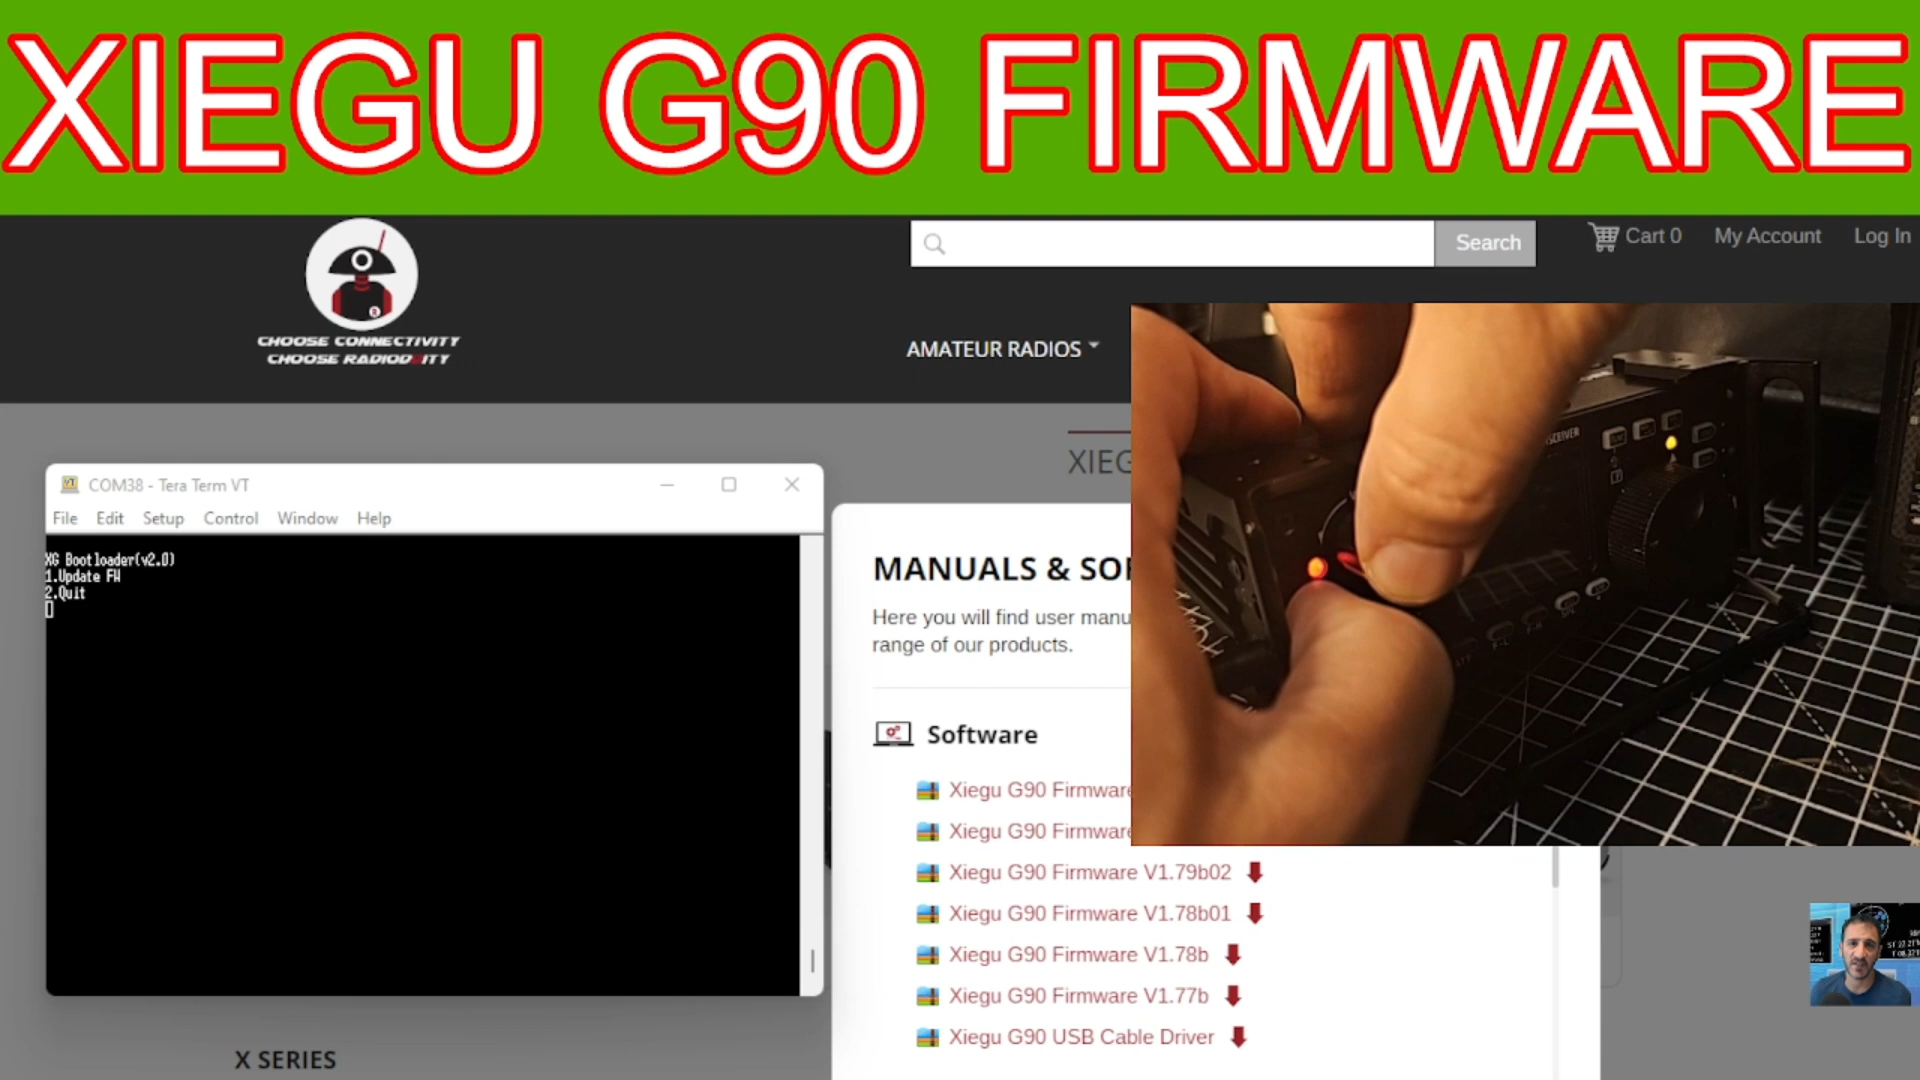 XIEGU G90 FIRMWARE
Search
Cart 0
My Account
Log In
CHOOSE CONNECTIVITY
CHOOSE RADIODDITY
AMATEUR RADIOS
XIEG
COM38 - Tera Term VT
File Edit Setup Control Window Help
XG Bootloader(v2.0)
1.Update FW
2.Quit
MANUALS & SOF
Here you will find user manu
range of our products.
Software
Xiegu G90 Firmware
Xiegu G90 Firmware
Xiegu G90 Firmware V1.79b02
Xiegu G90 Firmware V1.78b01
Xiegu G90 Firmware V1.78b
Xiegu G90 Firmware V1.77b
Xiegu G90 USB Cable Driver
X SERIES